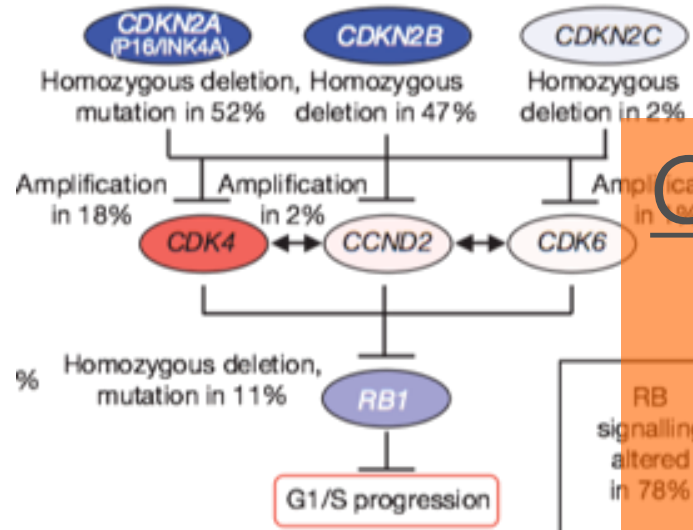 CDKN2A
(P16/INK4A)
CDKN2B
CDKN2C
Homozygous deletion,
mutation in 52%
Homozygous
deletion in 47%
Homozygous
deletion in 2%
Amplification
in 18%
Amplification
in 2%
in
CDK4
CCND2
CDK6
Homozygous deletion,
mutation in 11%
%
RB1
G1/S progression
RB
signalling
altered
in 78%